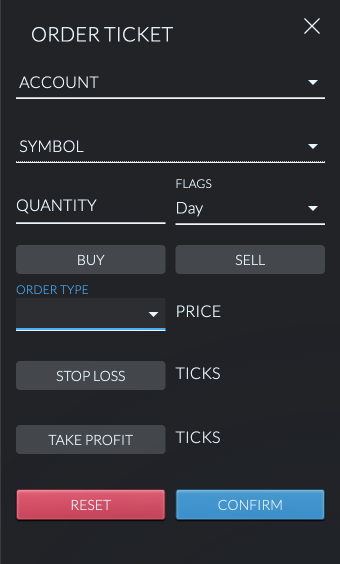 ORDER TICKET
ACCOUNT
SYMBOL
FLAGS
QUANTITY
Day
BUY
SELL
ORDER TYPE
PRICE
STOP LOSS
TICKS
TAKE PROFIT
TICKS
RESET
CONFIRM